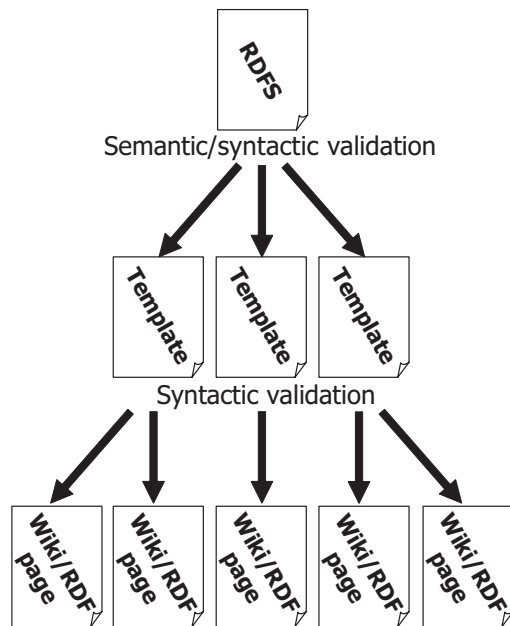 RDFS
Semantic/syntactic validation
Template
Template
Template
Syntactic validation
Wiki/RDF
page
Wiki/RDF
page
Wiki/RDF
page
Wiki/RDF
page
Wiki/RDF
page